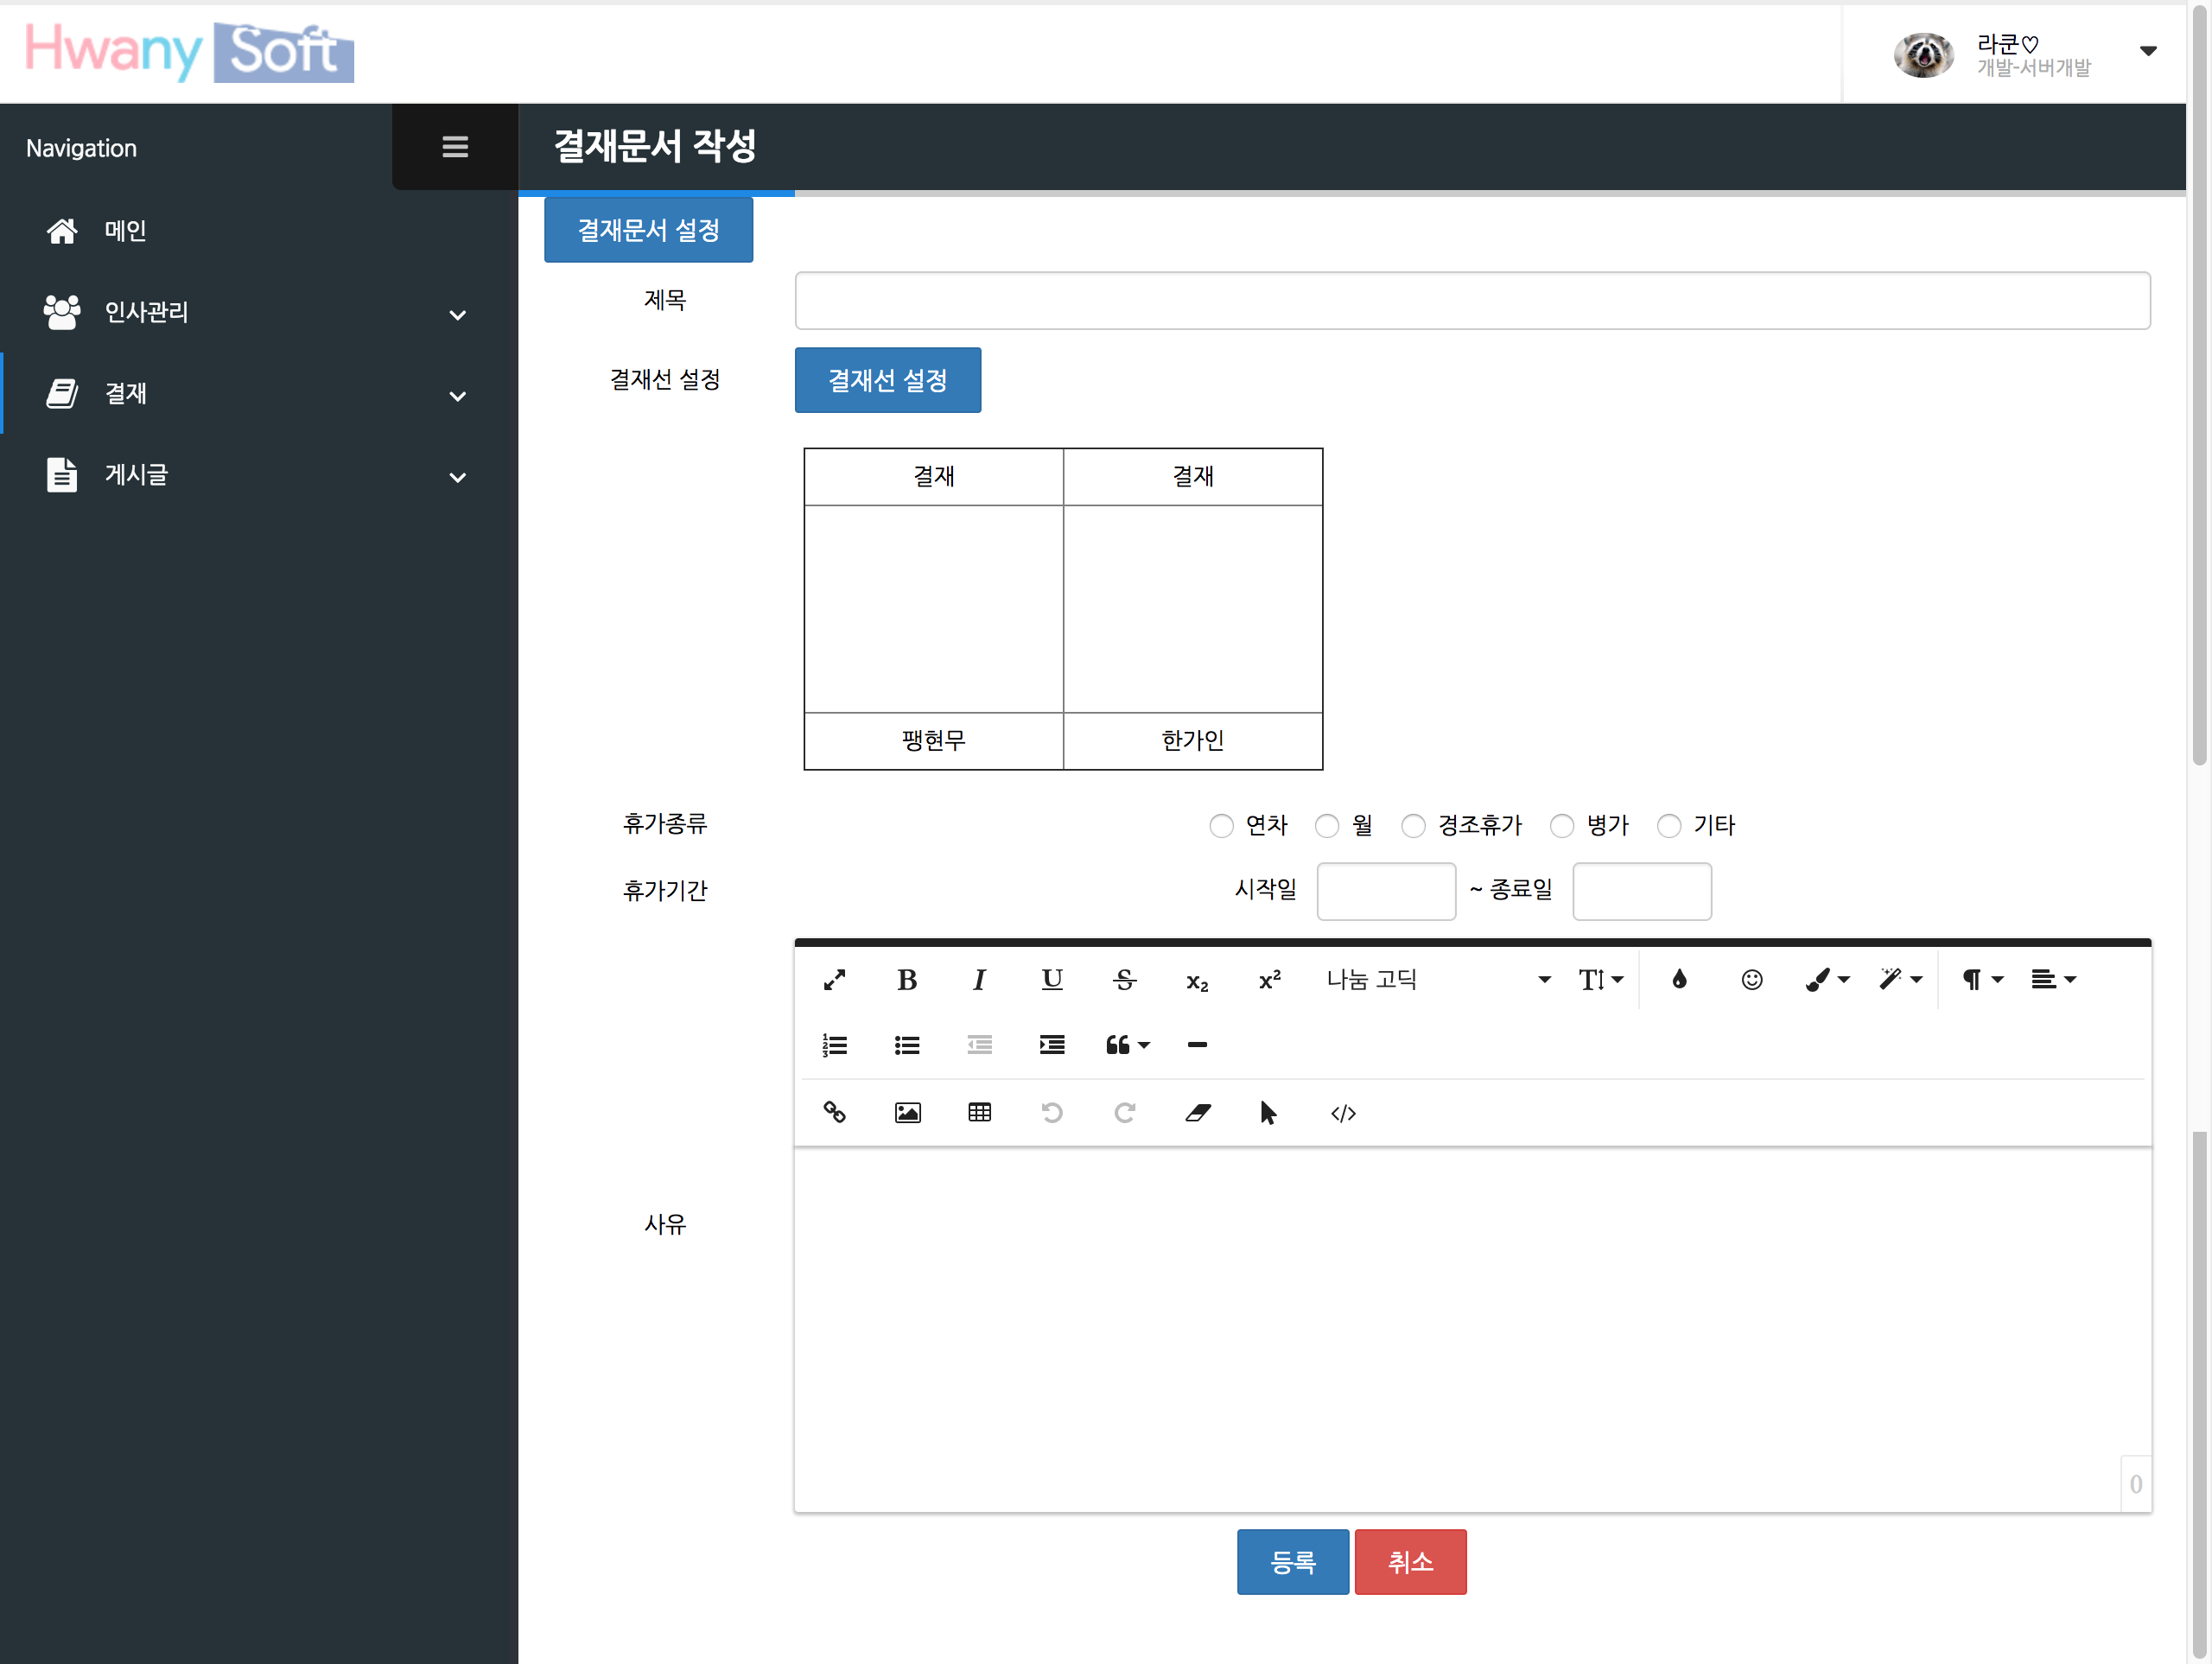 Hwany Soft
라쿤♡
개발-서버개발
Navigation
결재문서 작성
메인
인사관리
결재
게시글
결재문서 설정
제목
결재선 설정 결재선 설정
결재 결재
팽현무 한가인
휴가종류 연차 월 경조휴가 병가 기타
휴가기간 시작일 ~ 종료일
B I U S x₂ x² 나눔 고딕
사유
0
등록 취소